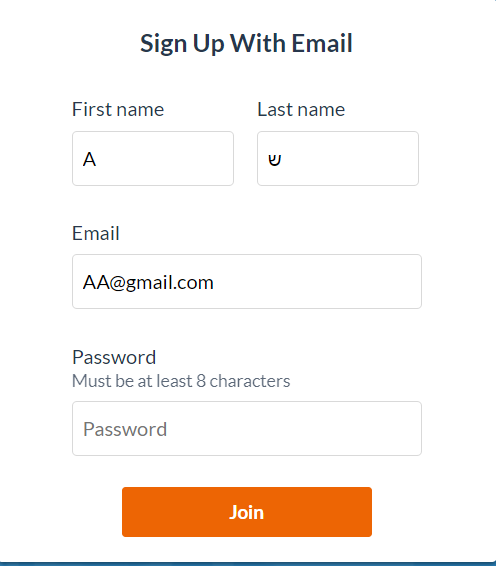 Sign Up With Email
First name Last name
A ש
Email
AA@gmail.com
Password
Must be at least 8 characters
Password
Join